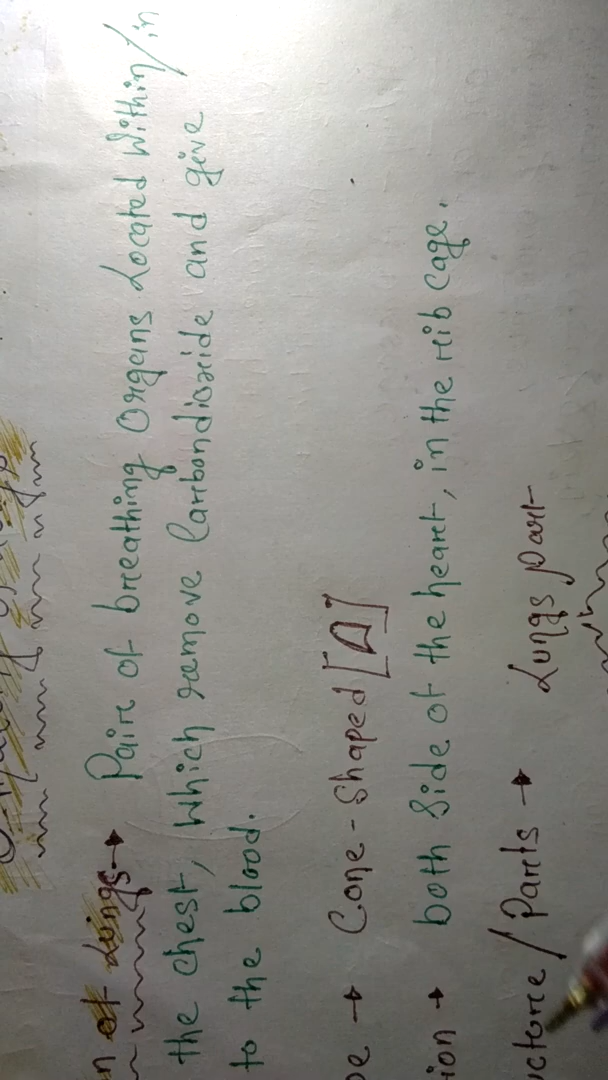 n of Lungs → Pair of breathing Organs Located Within/in
the chest, Which remove Carbondioxide and give
to the blood.
pe → Cone-Shaped [△]
ion → both Side of the heart, in the rib Cage.
ucture/Parts → Lungs part